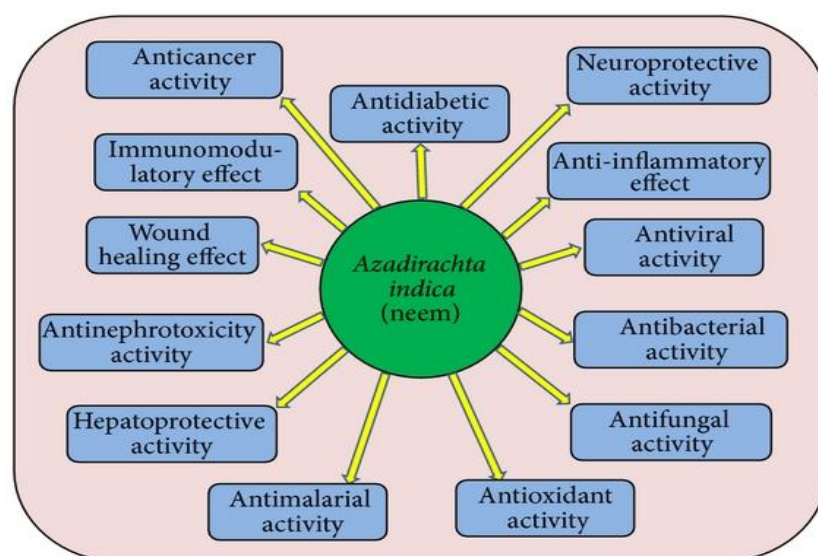 Anticancer
activity
Antidiabetic
activity
Neuroprotective
activity
Immunomodu-
latory effect
Anti-inflammatory
effect
Wound
healing effect
Azadirachta
indica
(neem)
Antiviral
activity
Antinephrotoxicity
activity
Antibacterial
activity
Hepatoprotective
activity
Antifungal
activity
Antimalarial
activity
Antioxidant
activity